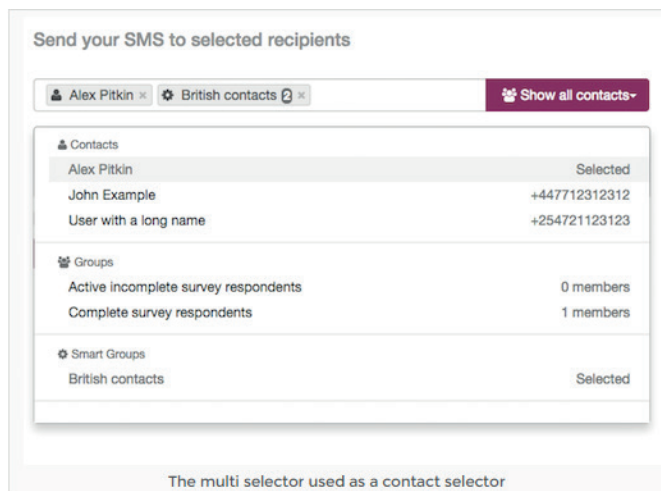 Send your SMS to selected recipients
Alex Pitkin × British contacts 2 × Show all contacts
Contacts
Alex Pitkin Selected
John Example +447712312312
User with a long name +254721123123
Groups
Active incomplete survey respondents 0 members
Complete survey respondents 1 members
Smart Groups
British contacts Selected
The multi selector used as a contact selector